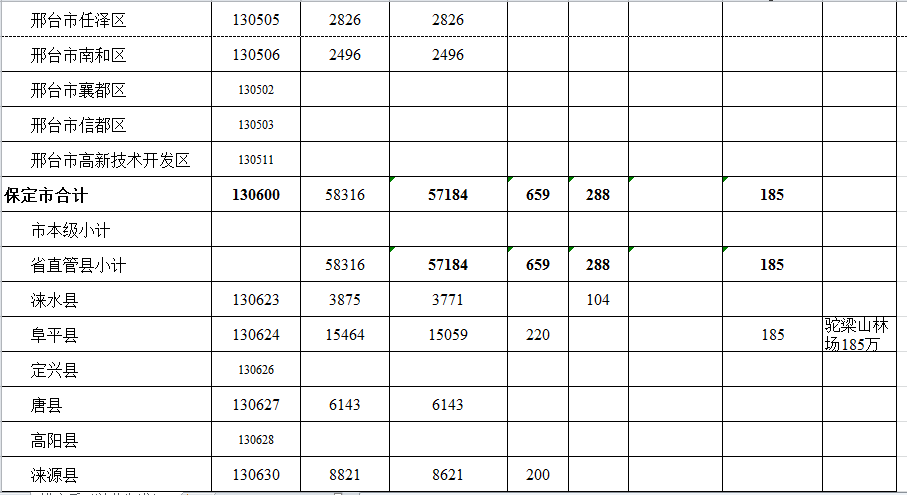 邢台市任泽区 130505 2826 2826
邢台市南和区 130506 2496 2496
邢台市襄都区 130502
邢台市信都区 130503
邢台市高新技术开发区 130511
保定市合计 130600 58316 57184 659 288 185
市本级小计
省直管县小计 58316 57184 659 288 185
涞水县 130623 3875 3771 104
阜平县 130624 15464 15059 220 185 驼梁山林
场185万
定兴县 130626
唐县 130627 6143 6143
高阳县 130628
涞源县 130630 8821 8621 200